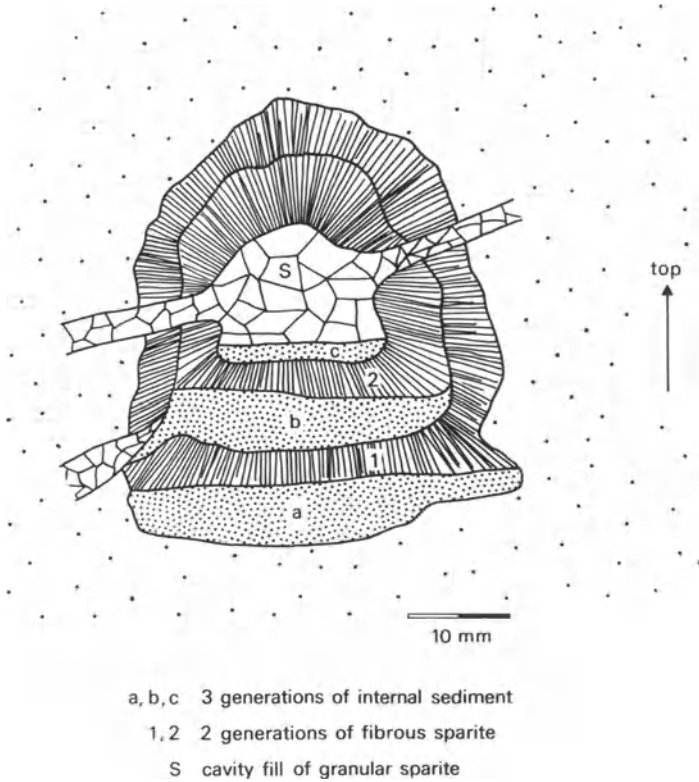 S
top
c
2
b
1
a
10 mm
a, b, c 3 generations of internal sediment
1, 2 2 generations of fibrous sparite
S cavity fill of granular sparite